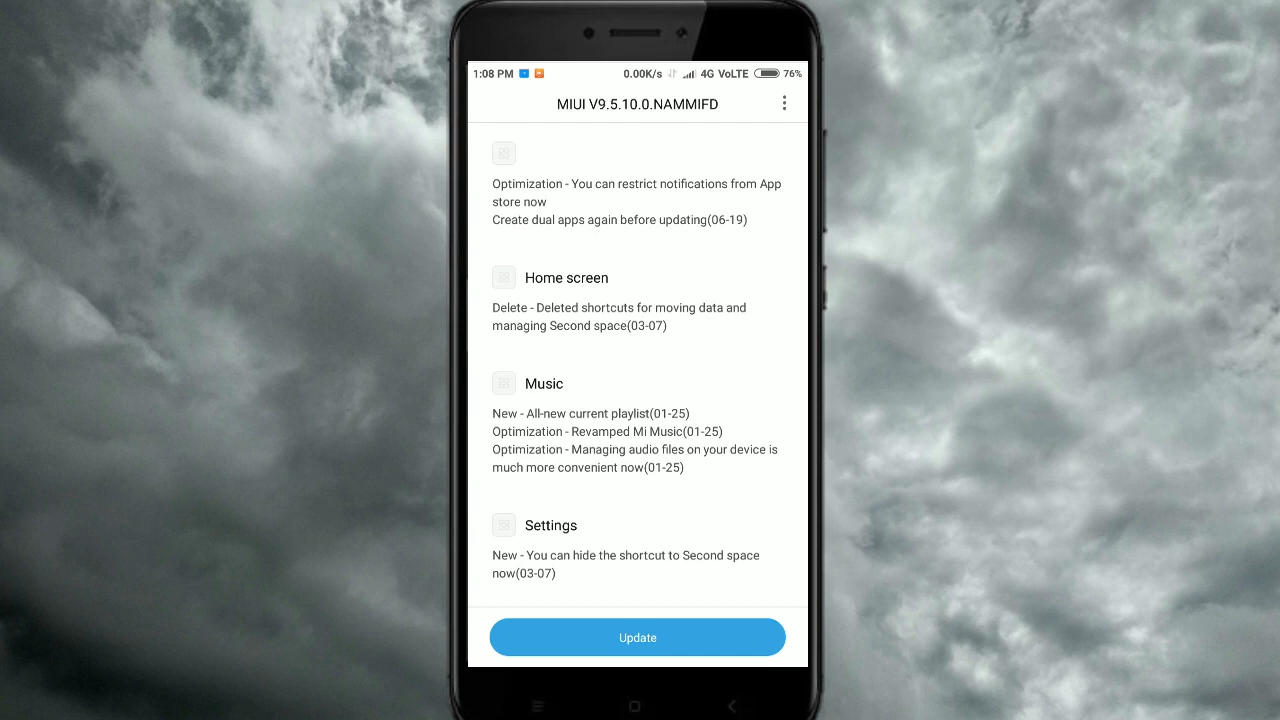 1:08 PM 0.00K/s 4G VoLTE 76%
MIUI V9.5.10.0.NAMMIFD
Optimization - You can restrict notifications from App
store now
Create dual apps again before updating(06-19)
Home screen
Delete - Deleted shortcuts for moving data and
managing Second space(03-07)
Music
New - All-new current playlist(01-25)
Optimization - Revamped Mi Music(01-25)
Optimization - Managing audio files on your device is
much more convenient now(01-25)
Settings
New - You can hide the shortcut to Second space
now(03-07)
Update